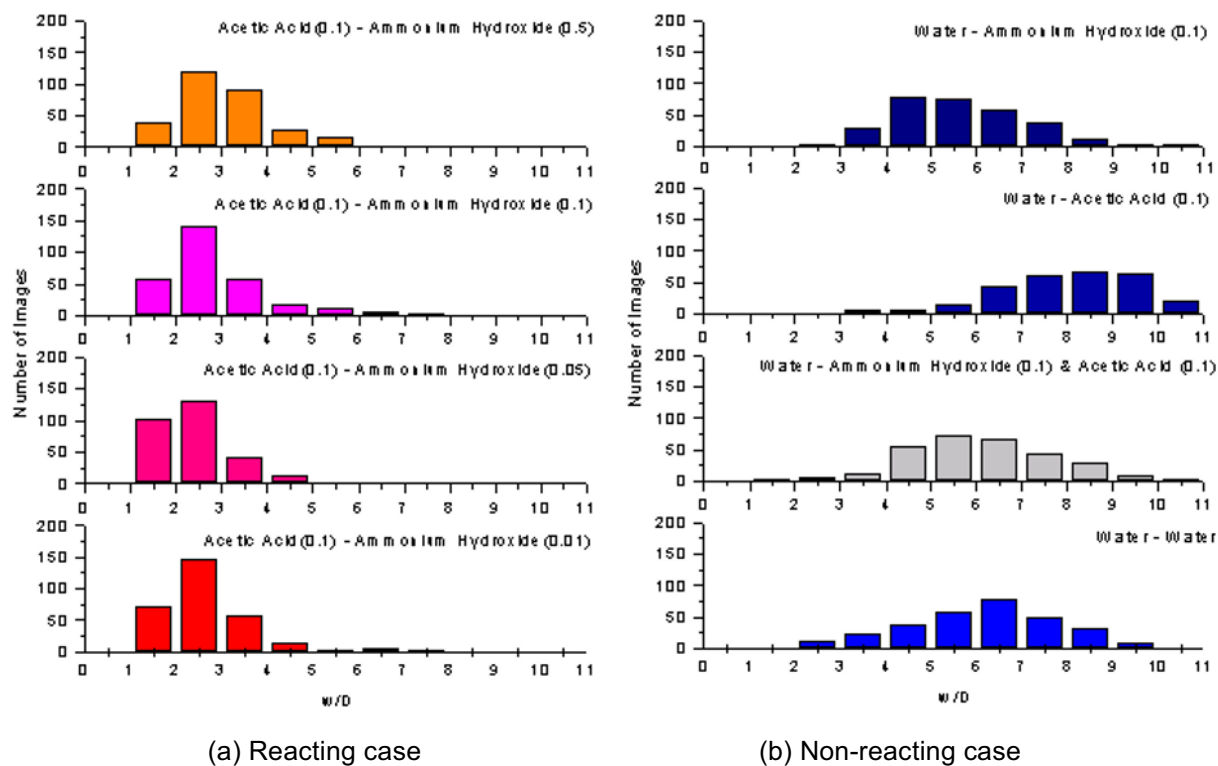 Acetic Acid(0.1) - Ammonium Hydroxide(0.5)
200
150
100
50
0
0 1 2 3 4 5 6 7 8 9 10 11
Acetic Acid(0.1) - Ammonium Hydroxide(0.1)
200
150
100
50
0
0 1 2 3 4 5 6 7 8 9 10 11
Number of Images
Acetic Acid(0.1) - Ammonium Hydroxide(0.05)
200
150
100
50
0
0 1 2 3 4 5 6 7 8 9 10 11
Acetic Acid(0.1) - Ammonium Hydroxide(0.01)
200
150
100
50
0
0 1 2 3 4 5 6 7 8 9 10 11
w/D
(a) Reacting case
Water - Ammonium Hydroxide(0.1)
200
150
100
50
0
0 1 2 3 4 5 6 7 8 9 10 11
Water - Acetic Acid (0.1)
200
150
100
50
0
0 1 2 3 4 5 6 7 8 9 10 11
Number of Images
Water - Ammonium Hydroxide (0.1) & Acetic Acid (0.1)
200
150
100
50
0
0 1 2 3 4 5 6 7 8 9 10 11
Water - Water
200
150
100
50
0
0 1 2 3 4 5 6 7 8 9 10 11
w/D
(b) Non-reacting case